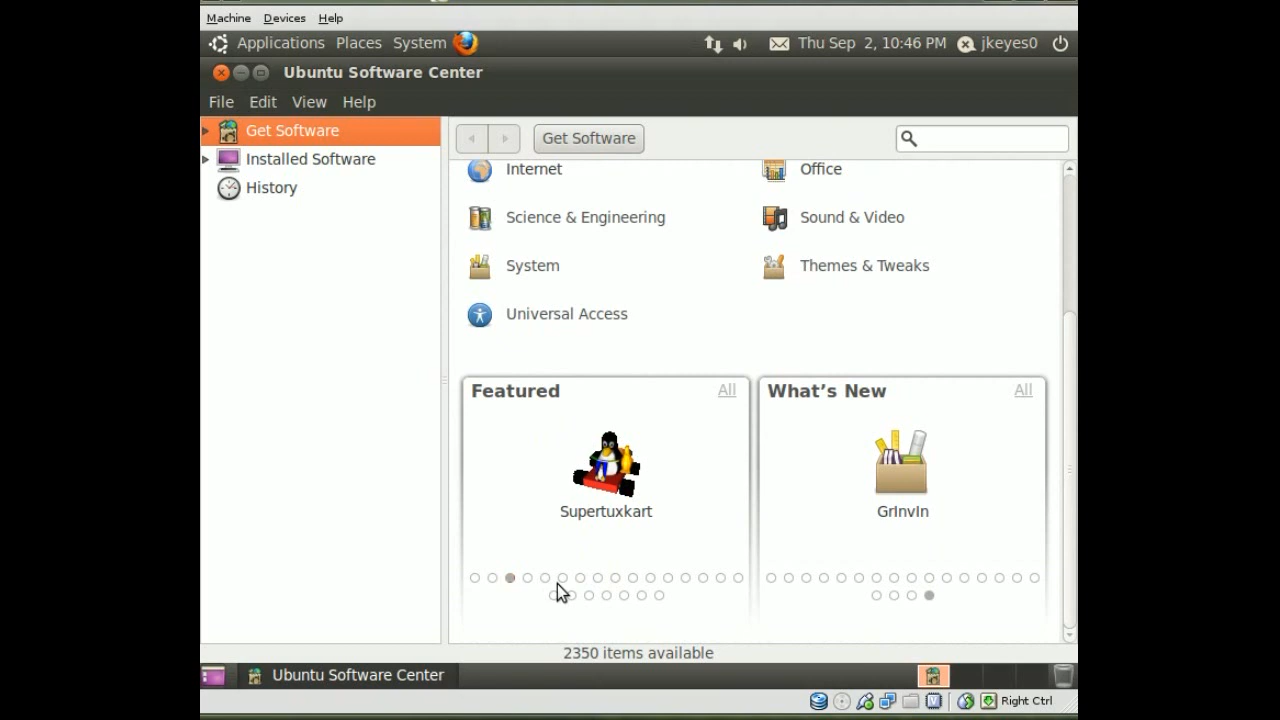 Machine Devices Help
Applications Places System Thu Sep 2, 10:46 PM jkeyes0
Ubuntu Software Center
File Edit View Help
Get Software
Installed Software
History
Get Software
Internet Office
Science & Engineering Sound & Video
System Themes & Tweaks
Universal Access
Featured All What's New All
Supertuxkart GrInvIn
2350 items available
Ubuntu Software Center
Right Ctrl